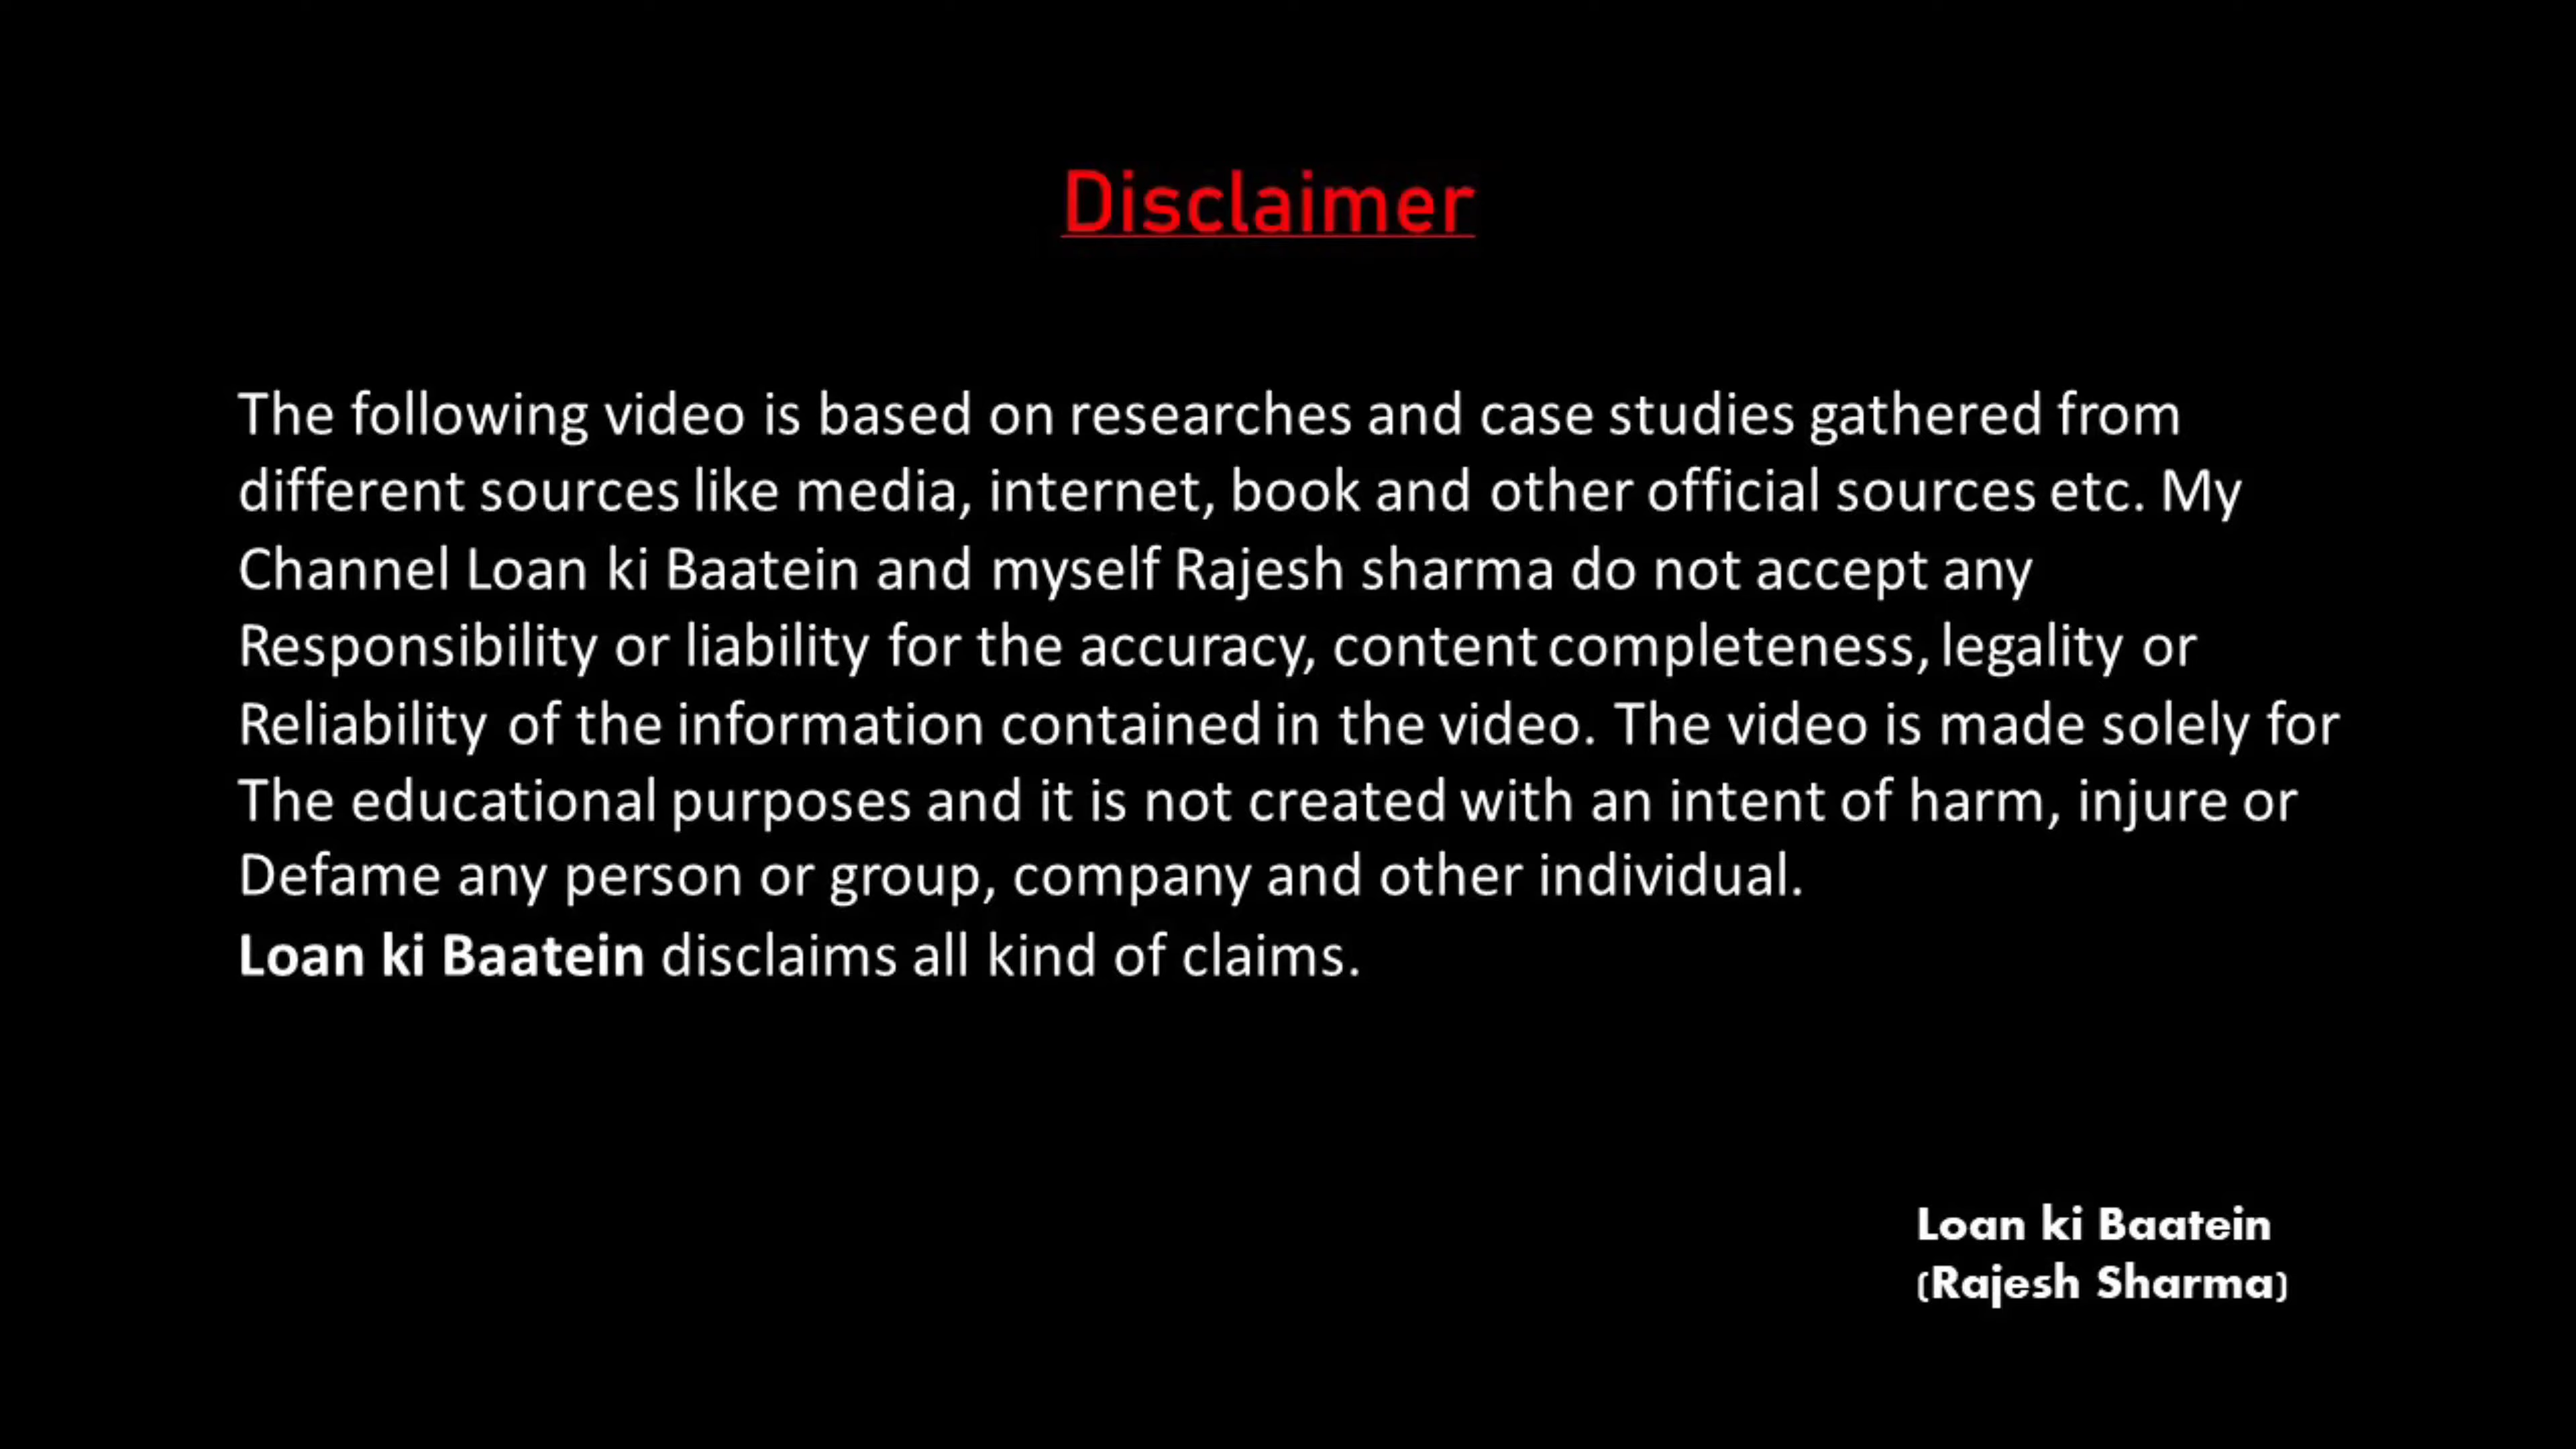 Disclaimer
The following video is based on researches and case studies gathered from
different sources like media, internet, book and other official sources etc. My
Channel Loan ki Baatein and myself Rajesh sharma do not accept any
Responsibility or liability for the accuracy, content completeness, legality or
Reliability of the information contained in the video. The video is made solely for
The educational purposes and it is not created with an intent of harm, injure or
Defame any person or group, company and other individual.
Loan ki Baatein disclaims all kind of claims.
Loan ki Baatein
(Rajesh Sharma)